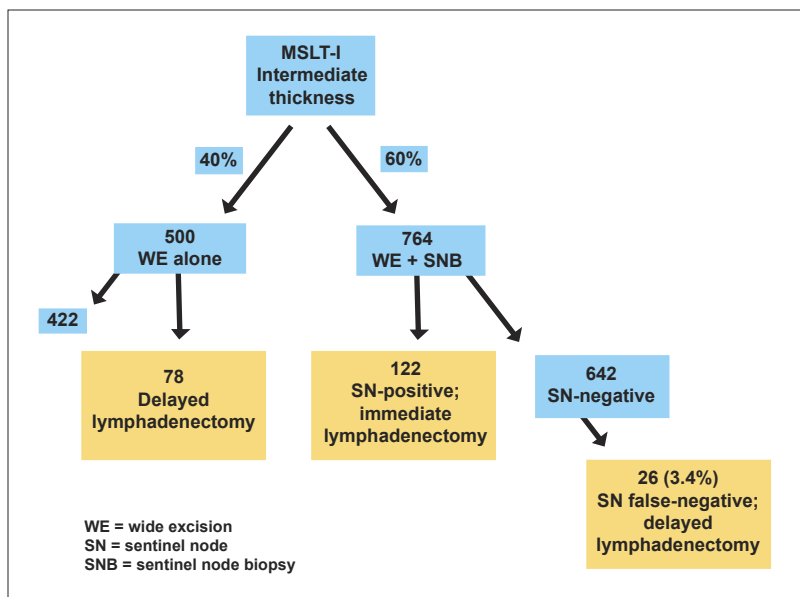 MSLT-I
Intermediate
thickness
40%
60%
500
WE alone
764
WE + SNB
422
78
Delayed
lymphadenectomy
122
SN-positive;
immediate
lymphadenectomy
642
SN-negative
26 (3.4%)
SN false-negative;
delayed
lymphadenectomy
WE = wide excision
SN = sentinel node
SNB = sentinel node biopsy